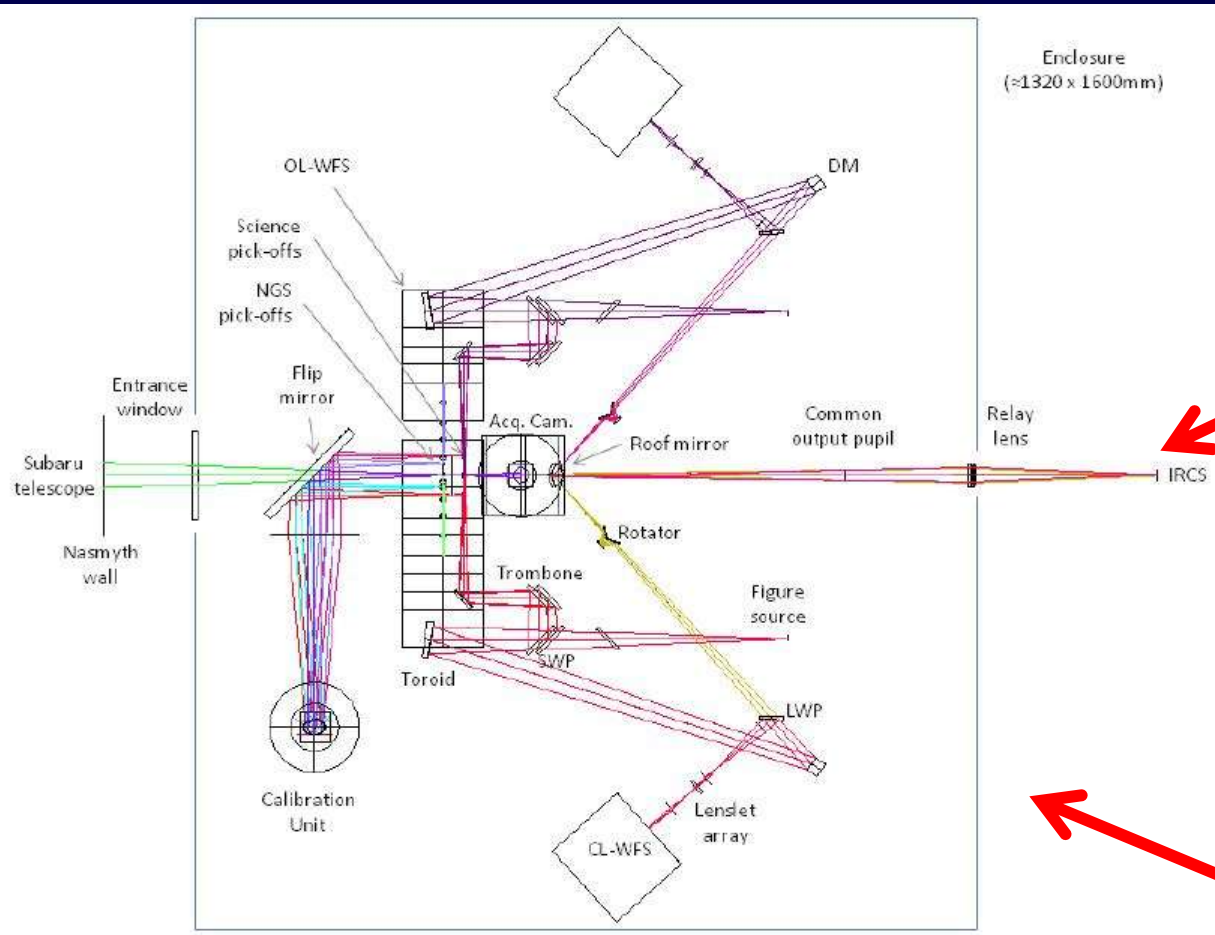 Enclosure
(≈1320 x 1600mm)
OL-WFS
DM
Science
pick-offs
NGS
pick-offs
Flip
mirror
Entrance
window
Acq. Cam.
Roof mirror
Common
output pupil
Relay
lens
Subaru
telescope
IRCS
Nasmyth
wall
Rotator
Trombone
Figure
source
SWP
Toroid
LWP
Calibration
Unit
Lenslet
array
CL-WFS